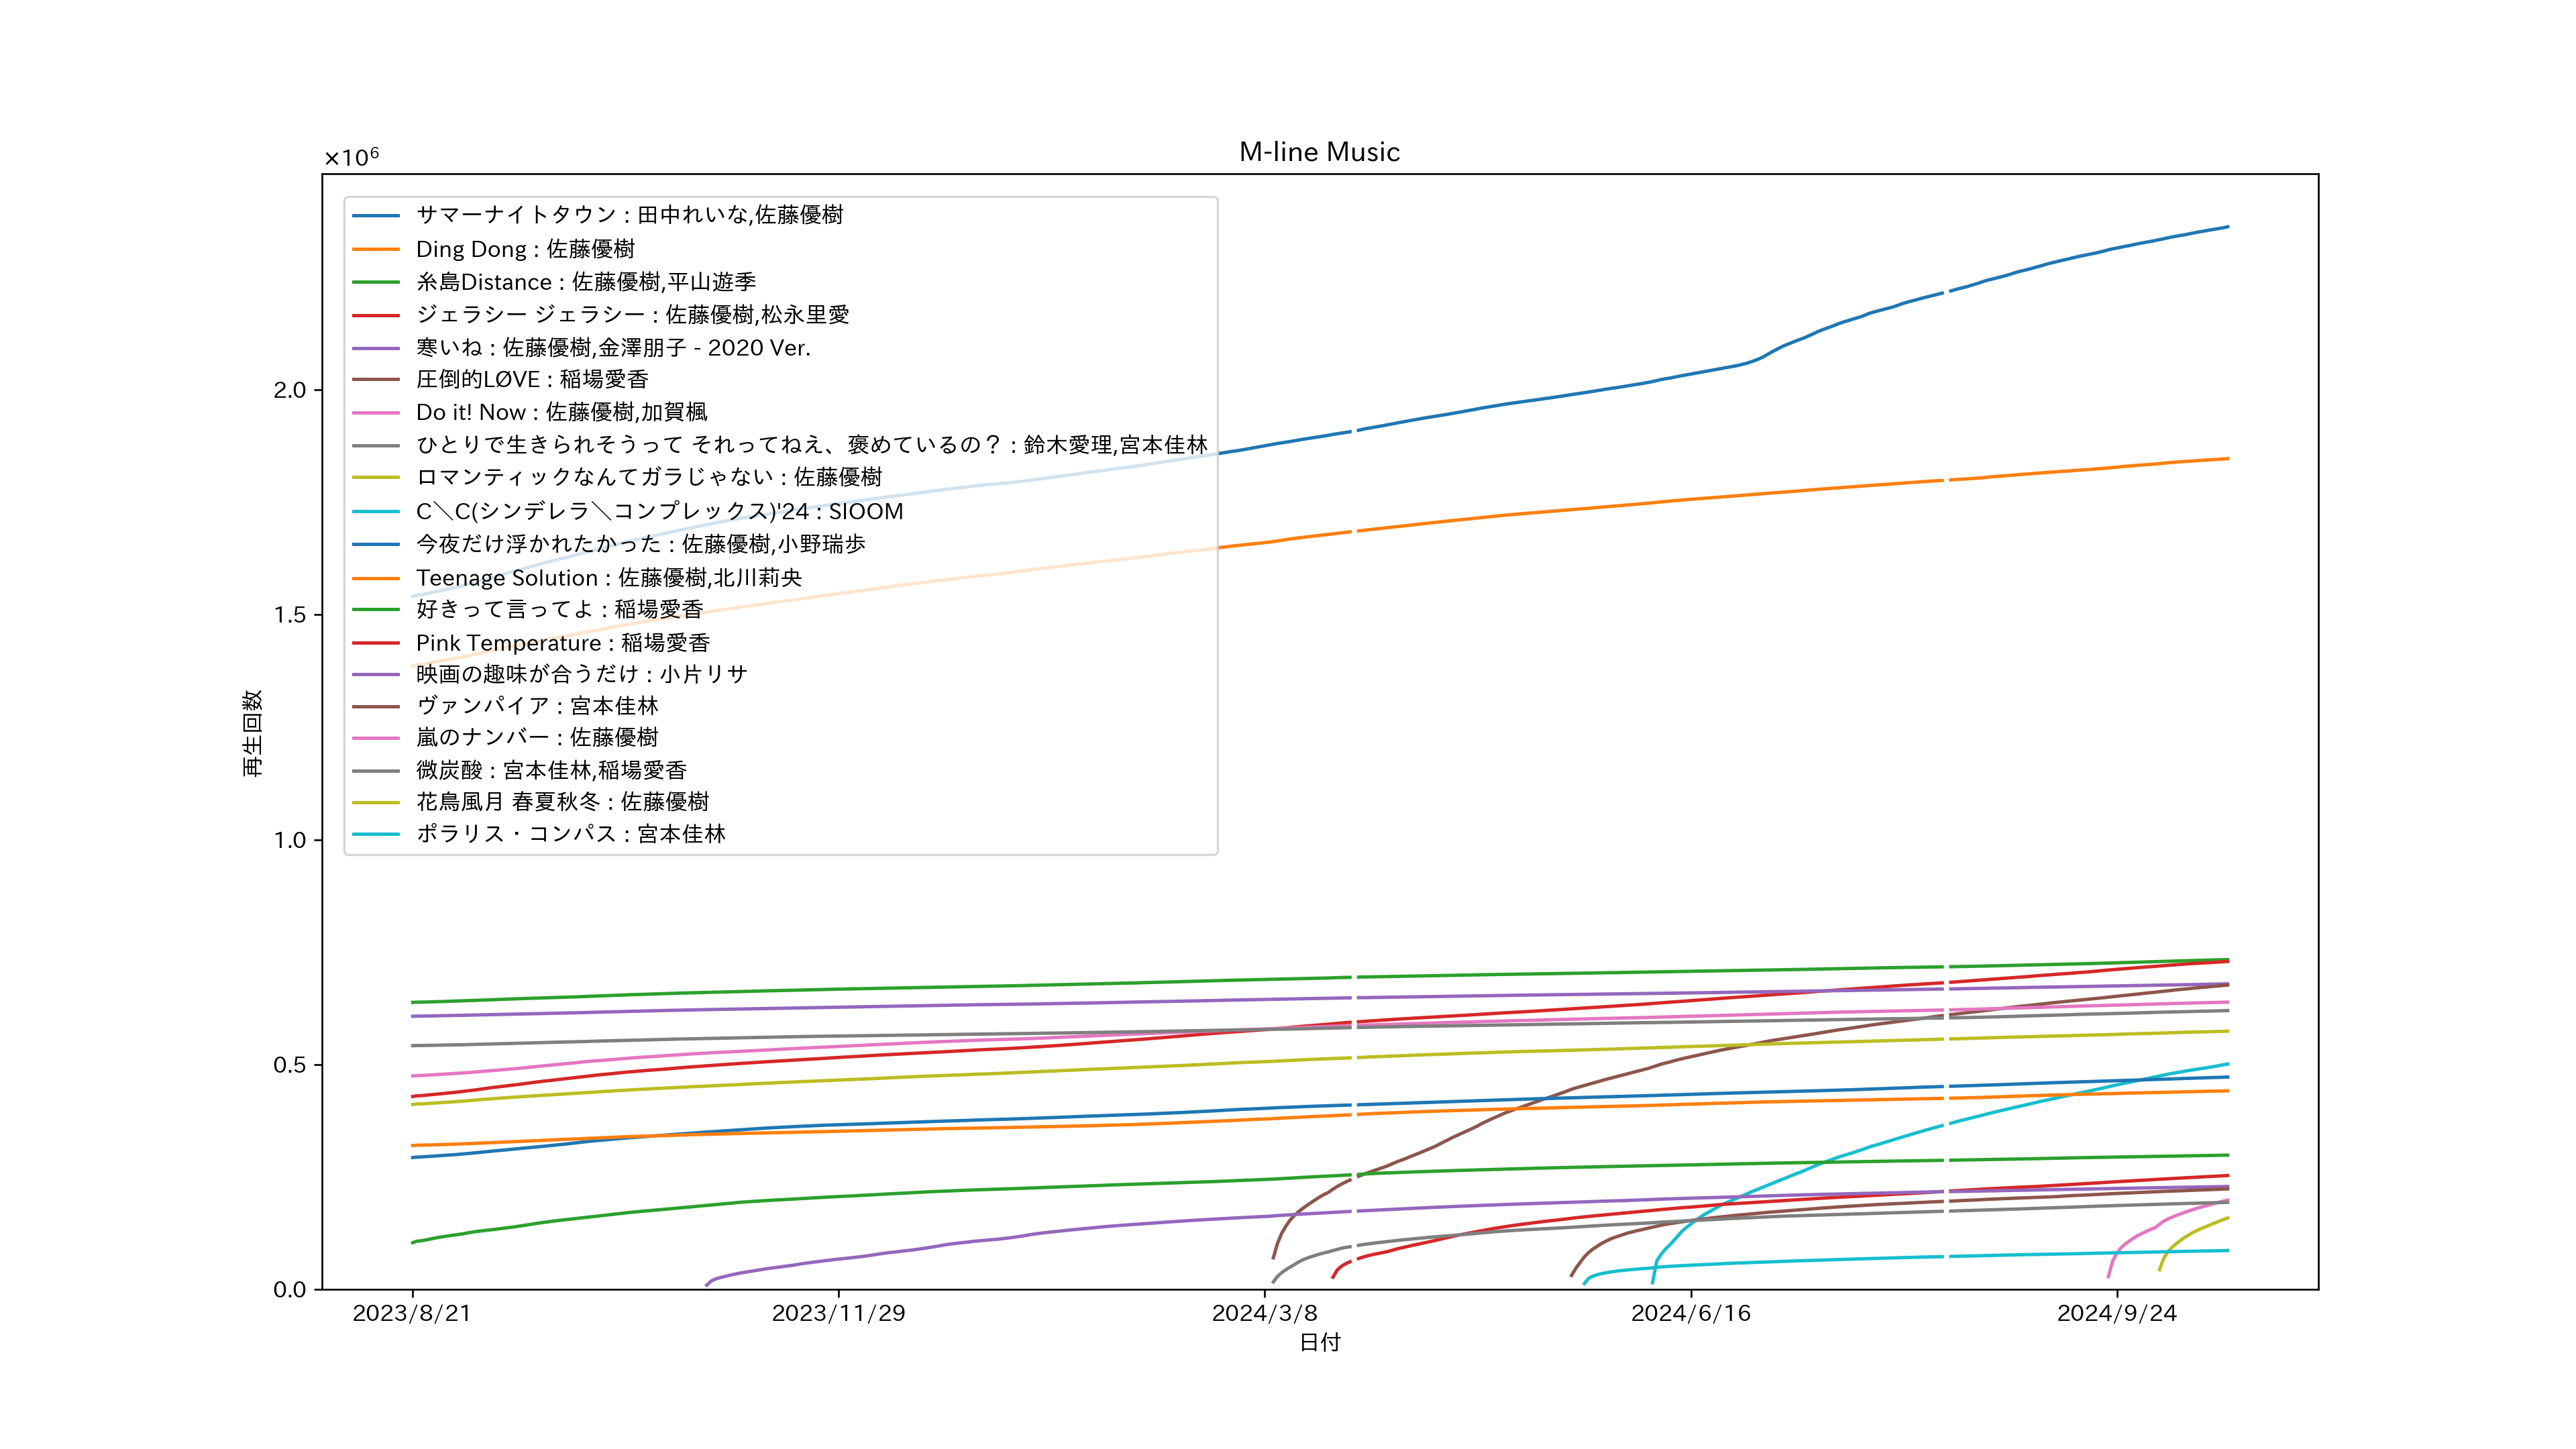 M-line Music
×10⁶
サマーナイトタウン : 田中れいな,佐藤優樹
Ding Dong : 佐藤優樹
糸島Distance : 佐藤優樹,平山遊季
ジェラシー ジェラシー : 佐藤優樹,松永里愛
寒いね : 佐藤優樹,金澤朋子 - 2020 Ver.
圧倒的LØVE : 稲場愛香
Do it! Now : 佐藤優樹,加賀楓
ひとりで生きられそうって それってねえ、褒めているの？ : 鈴木愛理,宮本佳林
ロマンティックなんてガラじゃない : 佐藤優樹
C＼C(シンデレラ＼コンプレックス)'24 : SIOOM
今夜だけ浮かれたかった : 佐藤優樹,小野瑞歩
Teenage Solution : 佐藤優樹,北川莉央
好きって言ってよ : 稲場愛香
Pink Temperature : 稲場愛香
映画の趣味が合うだけ : 小片リサ
ヴァンパイア : 宮本佳林
嵐のナンバー : 佐藤優樹
微炭酸 : 宮本佳林,稲場愛香
花鳥風月 春夏秋冬 : 佐藤優樹
ポラリス・コンパス : 宮本佳林
2.0
1.5
1.0
0.5
0.0
再生回数
2023/8/21
2023/11/29
2024/3/8
2024/6/16
2024/9/24
日付